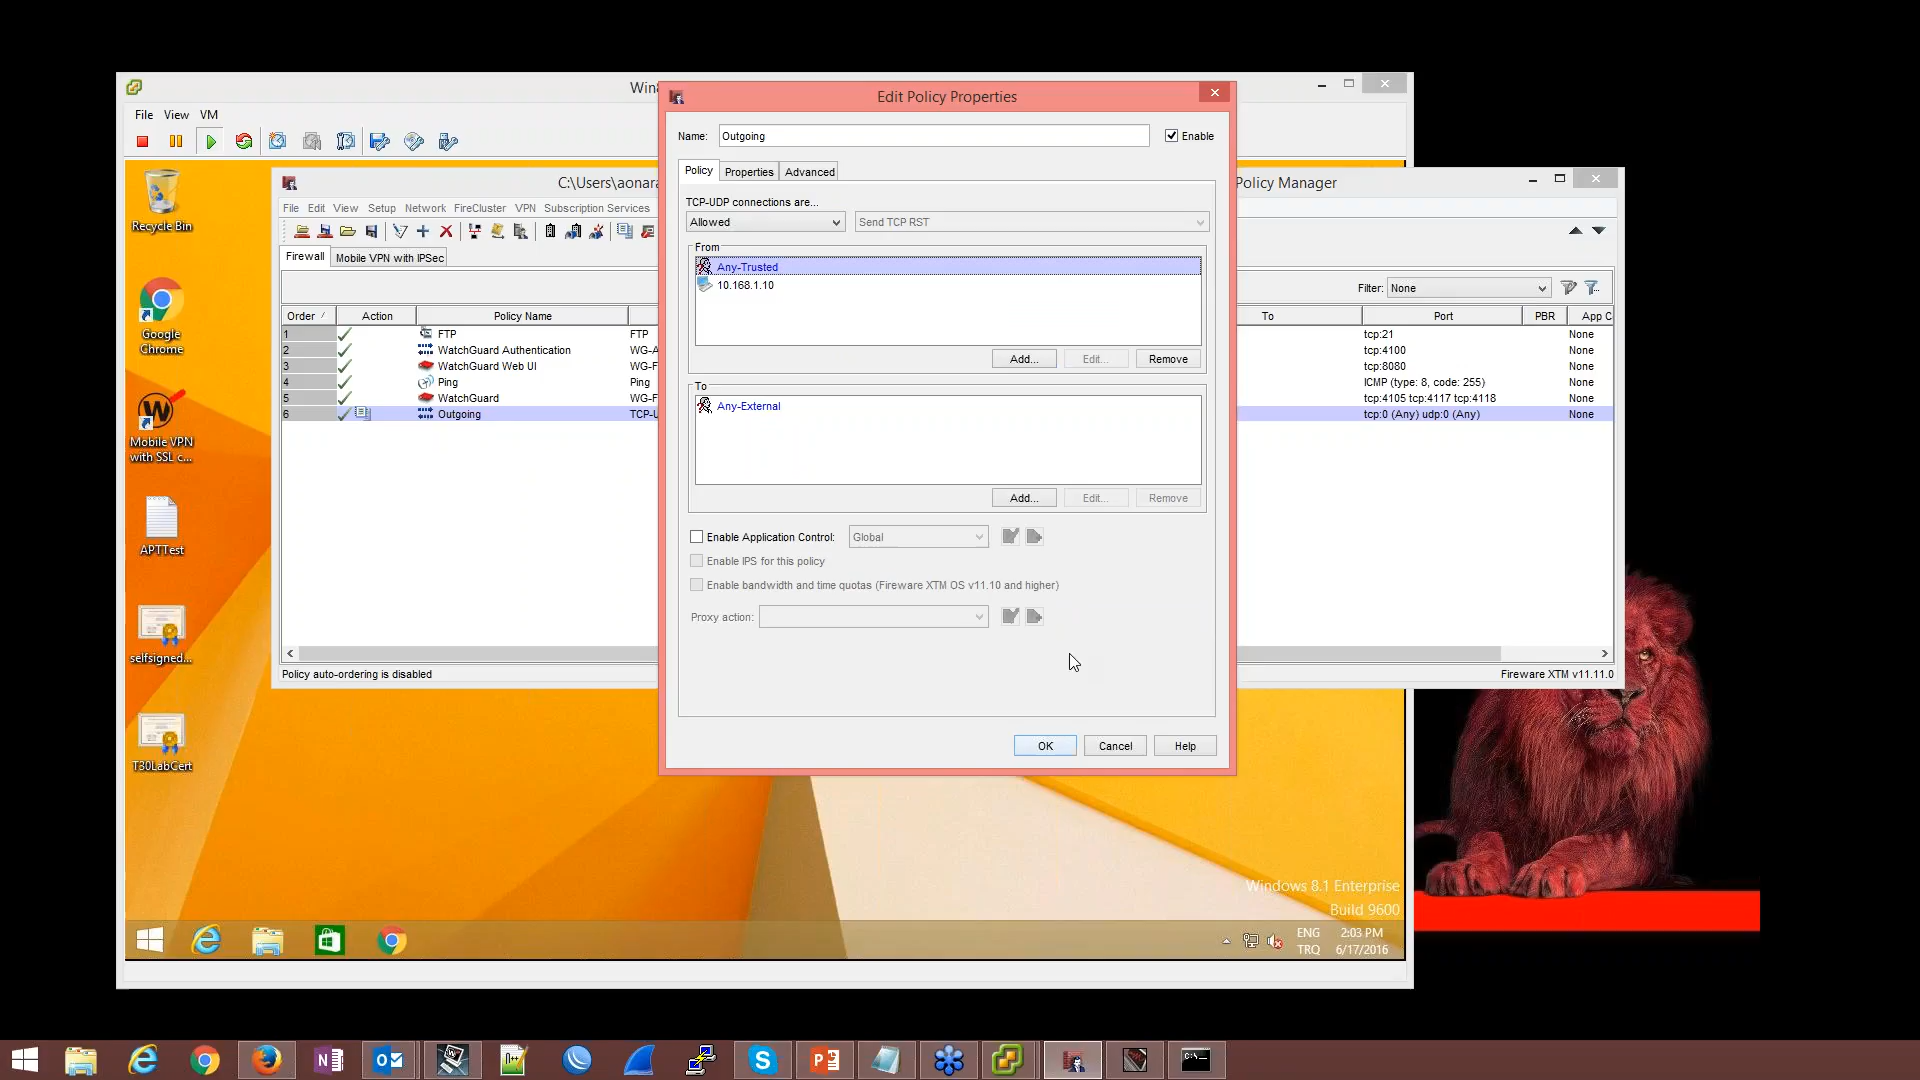 Win8
File View VM
Recycle Bin
Google
Chrome
Mobile VPN
with SSL c...
APTTest
selfsigned...
T30LabCert
C:\Users\aonara
Policy Manager
File Edit View Setup Network FireCluster VPN Subscription Services
Firewall Mobile VPN with IPSec
Filter: None
Order Action Policy Name To Port PBR App C
1 FTP FTP tcp:21 None
2 WatchGuard Authentication WG-A tcp:4100 None
3 WatchGuard Web UI WG-F tcp:8080 None
4 Ping Ping ICMP (type: 8, code: 255) None
5 WatchGuard WG-F tcp:4105 tcp:4117 tcp:4118 None
6 Outgoing TCP-U tcp:0 (Any) udp:0 (Any) None
Policy auto-ordering is disabled
Fireware XTM v11.11.0
Edit Policy Properties
Name: Outgoing Enable
Policy Properties Advanced
TCP-UDP connections are...
Allowed Send TCP RST
From
Any-Trusted
10.168.1.10
Add... Edit... Remove
To
Any-External
Add... Edit... Remove
Enable Application Control: Global
Enable IPS for this policy
Enable bandwidth and time quotas (Fireware XTM OS v11.10 and higher)
Proxy action:
OK Cancel Help
Windows 8.1 Enterprise
Build 9600
ENG 2:03 PM
TRQ 6/17/2016